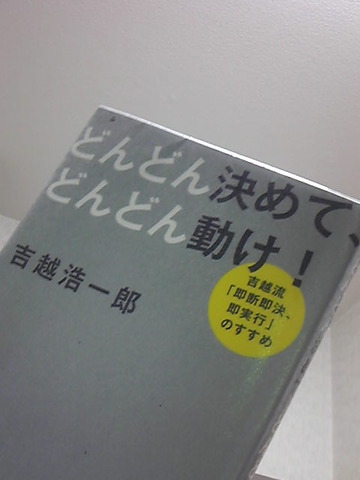 どんどん決めて、
どんどん動け!
吉越浩一郎
吉越流
「即断即決、
即実行」
のすすめ